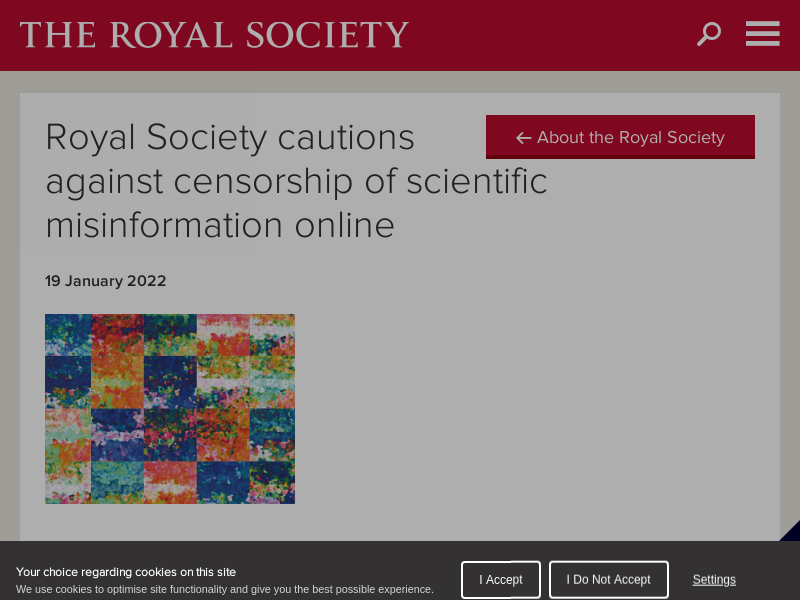 THE ROYAL SOCIETY
Royal Society cautions
← About the Royal Society
against censorship of scientific
misinformation online
19 January 2022
Your choice regarding cookies on this site
We use cookies to optimise site functionality and give you the best possible experience.
I Accept
I Do Not Accept
Settings